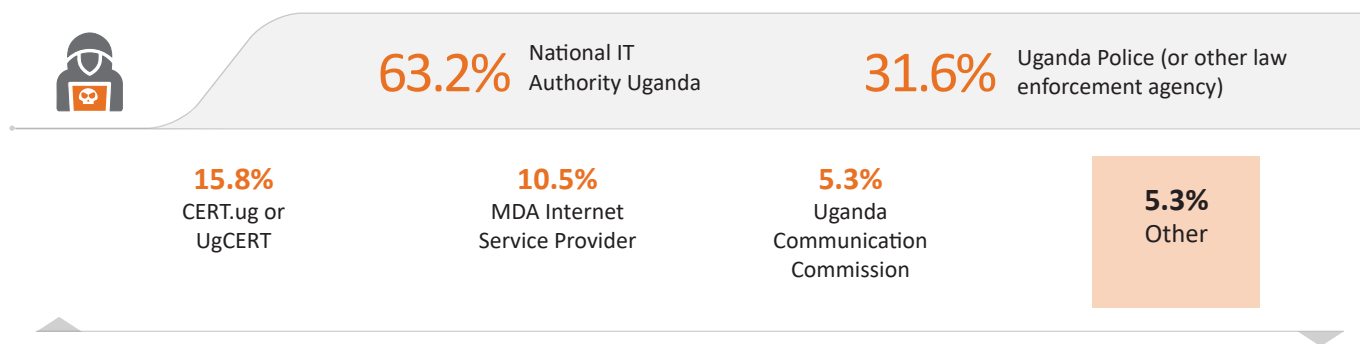 63.2%
National IT
Authority Uganda
31.6%
Uganda Police (or other law
enforcement agency)
15.8%
CERT.ug or
UgCERT
10.5%
MDA Internet
Service Provider
5.3%
Uganda
Communication
Commission
5.3%
Other